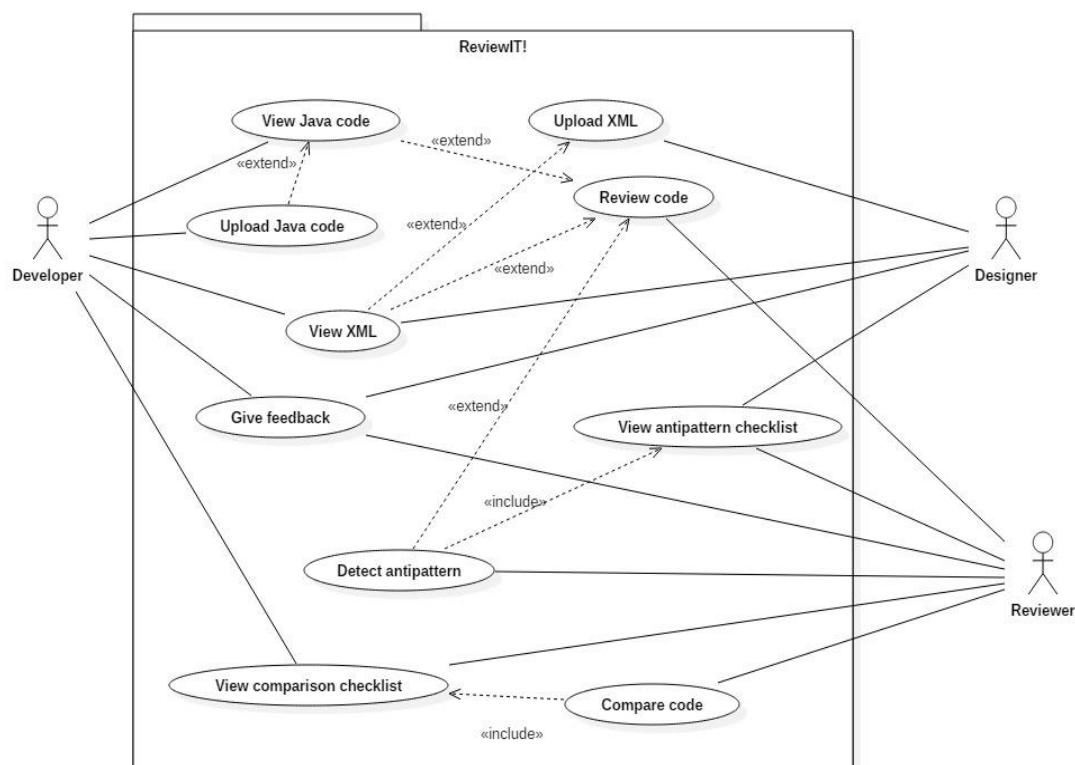 ReviewIT!
View Java code
Upload XML
«extend»
«extend»
Review code
Upload Java code
«extend»
Developer
Designer
«extend»
View XML
«extend»
Give feedback
View antipattern checklist
«include»
Detect antipattern
Reviewer
View comparison checklist
Compare code
«include»